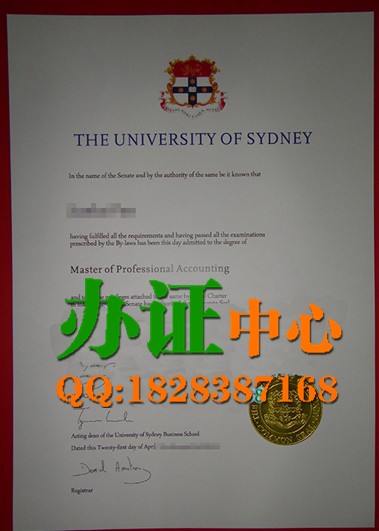 THE UNIVERSITY OF SYDNEY
In the name of the Senate and by the authority of the same be it known that
having fulfilled all the requirements and having passed all the examinations
prescribed by the By-laws has been this day admitted to the degree of
Master of Professional Accounting
办证中心
QQ:1828387168
Acting dean of the University of Sydney Business School
Dated this Twenty-first day of April
Registrar